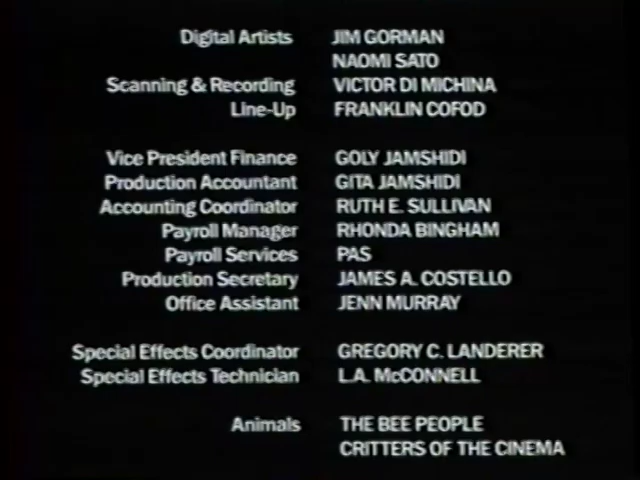 Digital Artists JIM GORMAN
NAOMI SATO
Scanning & Recording VICTOR DI MICHINA
Line-Up FRANKLIN COFOD
Vice President Finance GOLY JAMSHIDI
Production Accountant GITA JAMSHIDI
Accounting Coordinator RUTH E. SULLIVAN
Payroll Manager RHONDA BINGHAM
Payroll Services PAS
Production Secretary JAMES A. COSTELLO
Office Assistant JENN MURRAY
Special Effects Coordinator GREGORY C. LANDERER
Special Effects Technician L.A. McCONNELL
Animals THE BEE PEOPLE
CRITTERS OF THE CINEMA